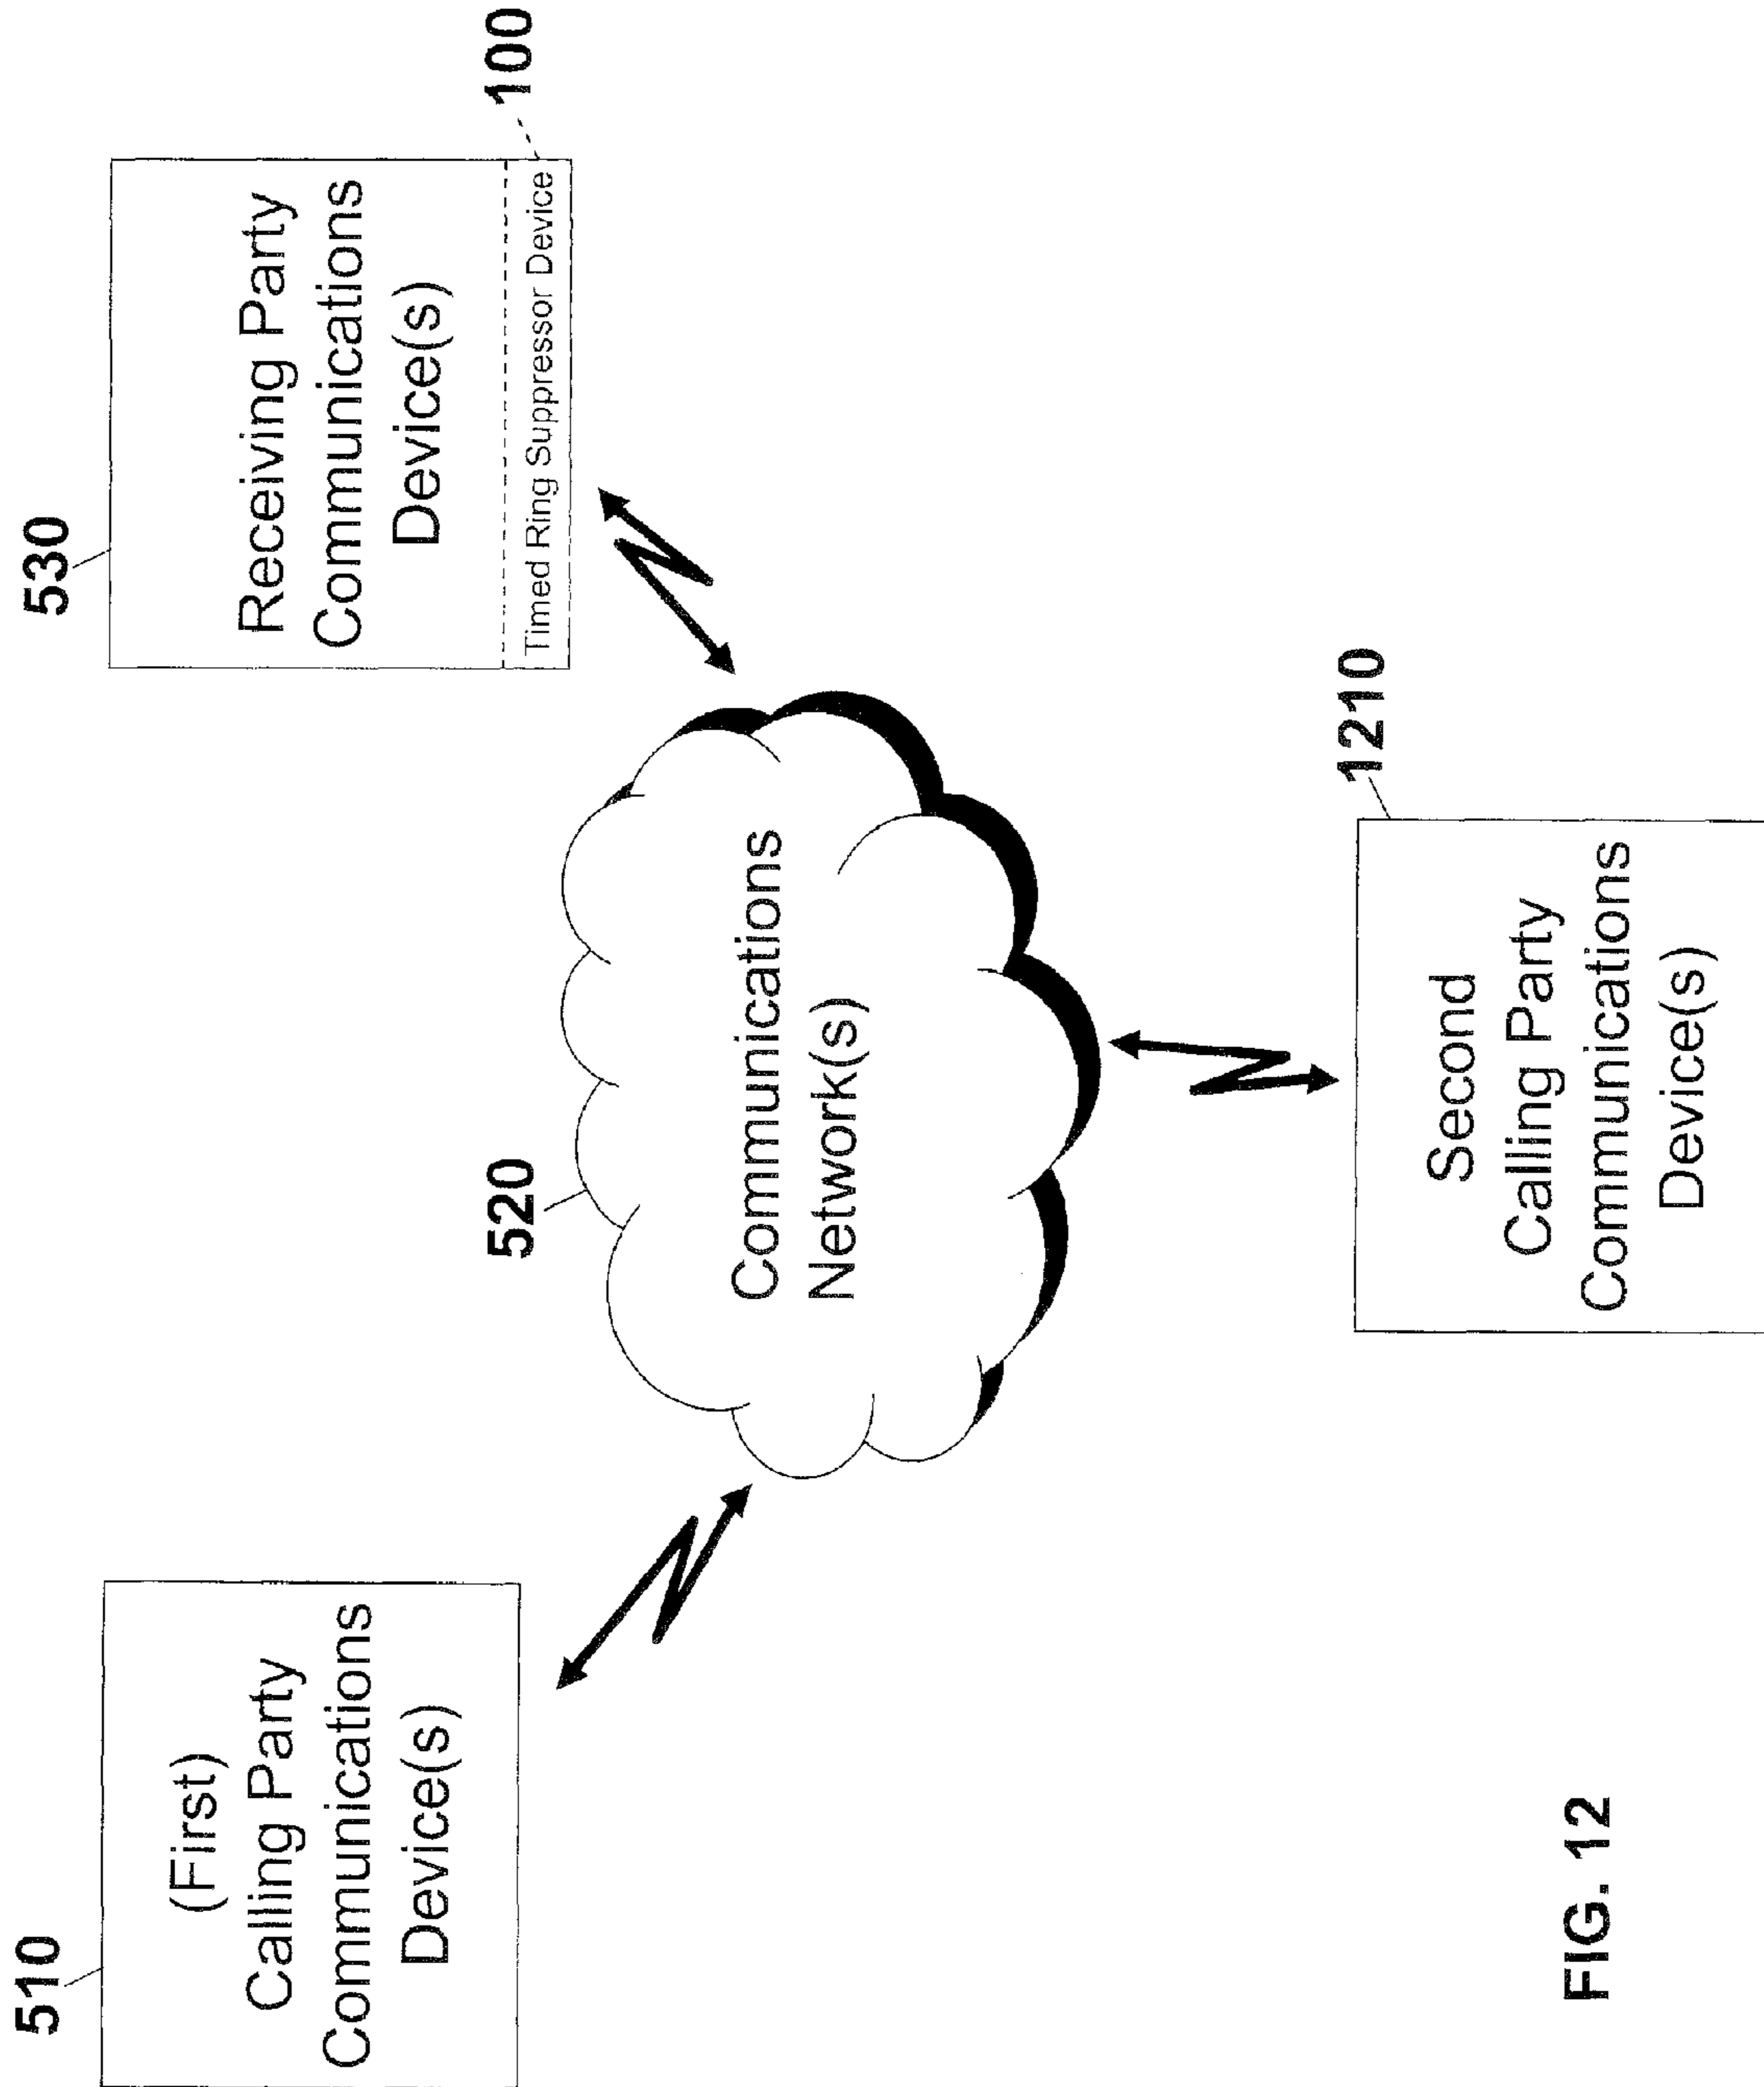 510
(First)
Calling Party
Communications
Device(s)
520
Communications
Network(s)
530
Receiving Party
Communications
Device(s)
Timed Ring Suppressor Device
100
1210
Second
Calling Party
Communications
Device(s)
FIG. 12